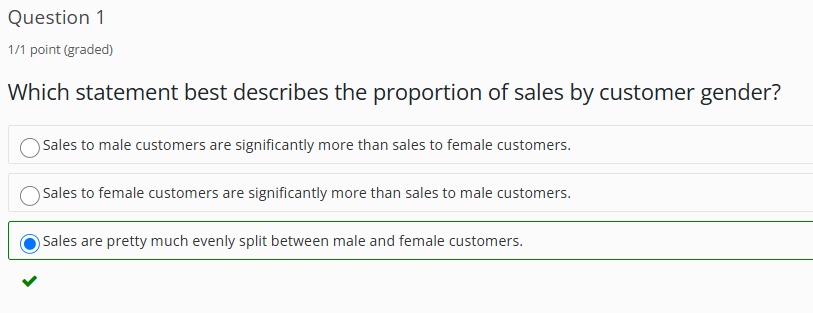 Question 1
1/1 point (graded)
Which statement best describes the proportion of sales by customer gender?
Sales to male customers are significantly more than sales to female customers.
Sales to female customers are significantly more than sales to male customers.
Sales are pretty much evenly split between male and female customers.